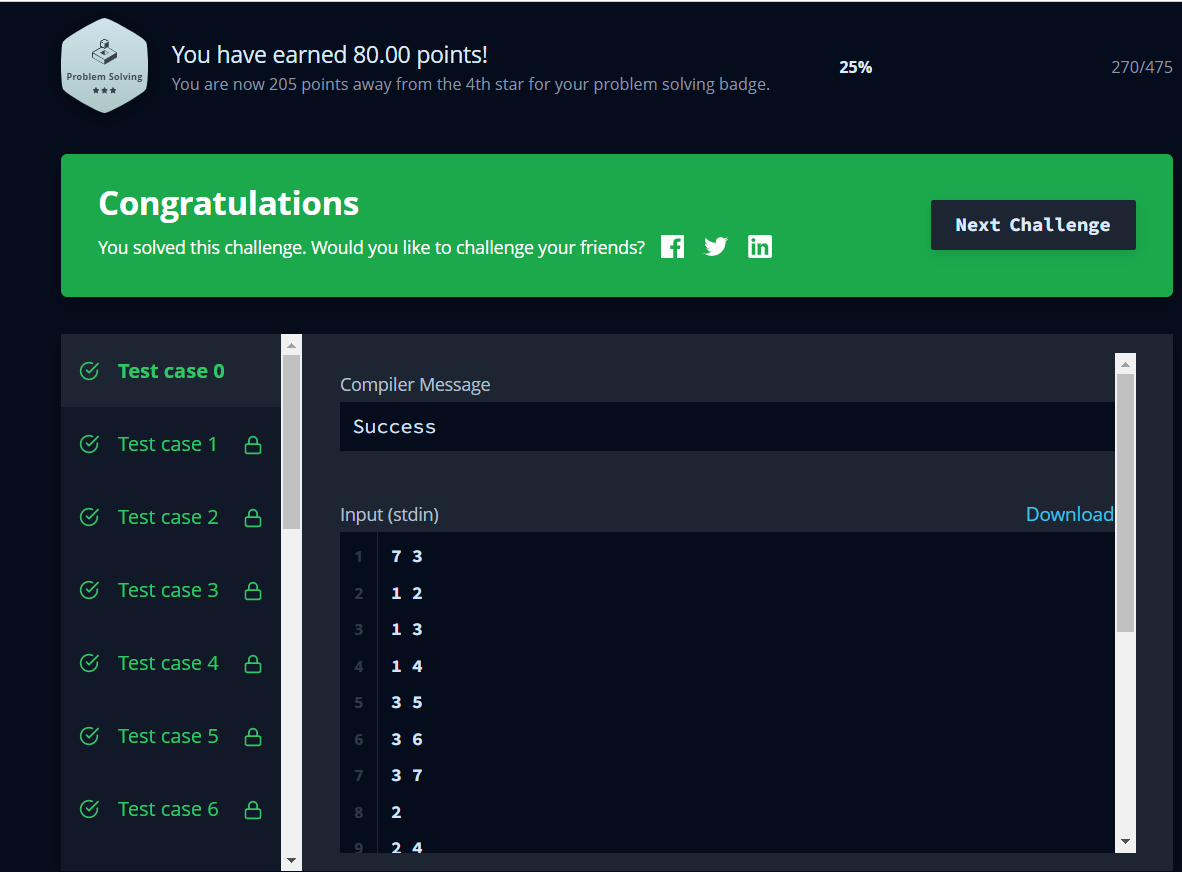 Problem Solving
You have earned 80.00 points!
You are now 205 points away from the 4th star for your problem solving badge.
25%
270/475
Congratulations
You solved this challenge. Would you like to challenge your friends?
Next Challenge
Test case 0
Test case 1
Test case 2
Test case 3
Test case 4
Test case 5
Test case 6
Compiler Message
Success
Input (stdin)
Download
1 7 3
2 1 2
3 1 3
4 1 4
5 3 5
6 3 6
7 3 7
8 2
9 2 4